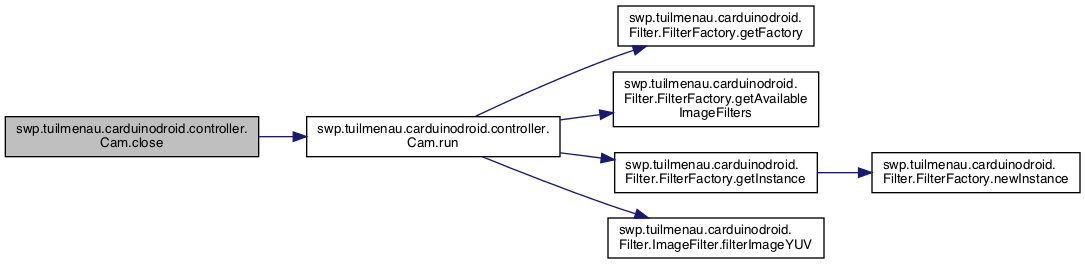 swp.tuilmenau.carduinodroid.controller.
Cam.close
swp.tuilmenau.carduinodroid.controller.
Cam.run
swp.tuilmenau.carduinodroid.
Filter.FilterFactory.getFactory
swp.tuilmenau.carduinodroid.
Filter.FilterFactory.getAvailable
ImageFilters
swp.tuilmenau.carduinodroid.
Filter.FilterFactory.getInstance
swp.tuilmenau.carduinodroid.
Filter.FilterFactory.newInstance
swp.tuilmenau.carduinodroid.
Filter.ImageFilter.filterImageYUV